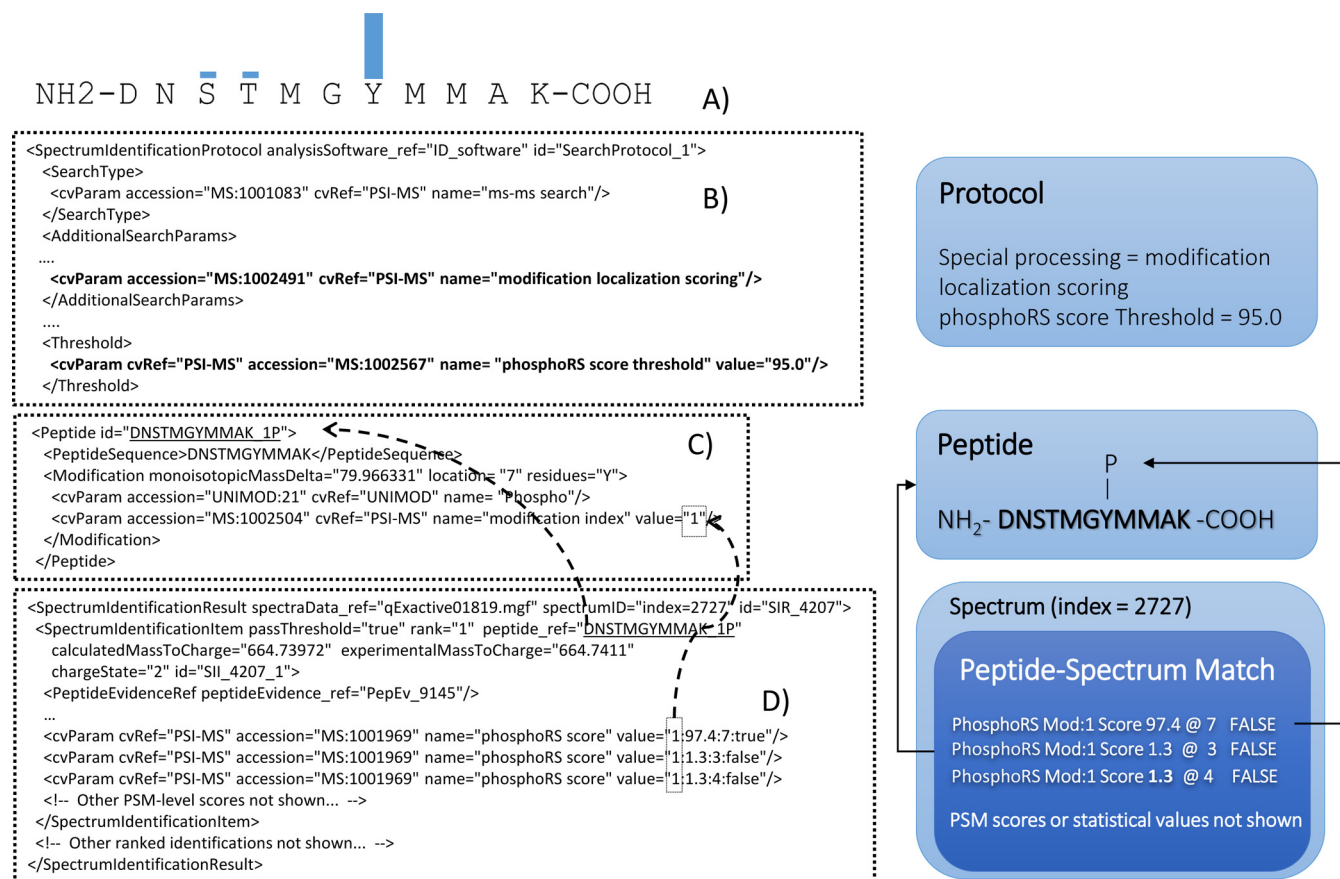 NH2-D N S T M G Y M M A K-COOH
A)
<SpectrumIdentificationProtocol analysisSoftware_ref="ID_software" id="SearchProtocol_1">
<SearchType>
<cvParam accession="MS:1001083" cvRef="PSI-MS" name="ms-ms search"/>
</SearchType>
<AdditionalSearchParams>
....
<cvParam accession="MS:1002491" cvRef="PSI-MS" name="modification localization scoring"/>
</AdditionalSearchParams>
....
<Threshold>
<cvParam cvRef="PSI-MS" accession="MS:1002567" name= "phosphoRS score threshold" value="95.0"/>
</Threshold>
B)
<Peptide id="DNSTMGYMMAK_1P">
<PeptideSequence>DNSTMGYMMAK</PeptideSequence>
<Modification monoisotopicMassDelta="79.966331" location= "7" residues="Y">
<cvParam accession="UNIMOD:21" cvRef="UNIMOD" name= "Phospho"/>
<cvParam accession="MS:1002504" cvRef="PSI-MS" name="modification index" value="1"/>
</Modification>
</Peptide>
C)
<SpectrumIdentificationResult spectraData_ref="qExactive01819.mgf" spectrumID="index=2727" id="SIR_4207">
<SpectrumIdentificationItem passThreshold="true" rank="1" peptide_ref="DNSTMGYMMAK_1P"
calculatedMassToCharge="664.73972" experimentalMassToCharge="664.7411"
chargeState="2" id="SII_4207_1">
<PeptideEvidenceRef peptideEvidence_ref="PepEv_9145"/>
...
<cvParam cvRef="PSI-MS" accession="MS:1001969" name="phosphoRS score" value="1:97.4:7:true"/>
<cvParam cvRef="PSI-MS" accession="MS:1001969" name="phosphoRS score" value="1:1.3:3:false"/>
<cvParam cvRef="PSI-MS" accession="MS:1001969" name="phosphoRS score" value="1:1.3:4:false"/>
<!-- Other PSM-level scores not shown... -->
</SpectrumIdentificationItem>
<!-- Other ranked identifications not shown... -->
</SpectrumIdentificationResult>
D)
Protocol
Special processing = modification
localization scoring
phosphoRS score Threshold = 95.0
Peptide
P
NH2- DNSTMGYMMAK -COOH
Spectrum (index = 2727)
Peptide-Spectrum Match
PhosphoRS Mod:1 Score 97.4 @ 7 FALSE
PhosphoRS Mod:1 Score 1.3 @ 3 FALSE
PhosphoRS Mod:1 Score 1.3 @ 4 FALSE
PSM scores or statistical values not shown